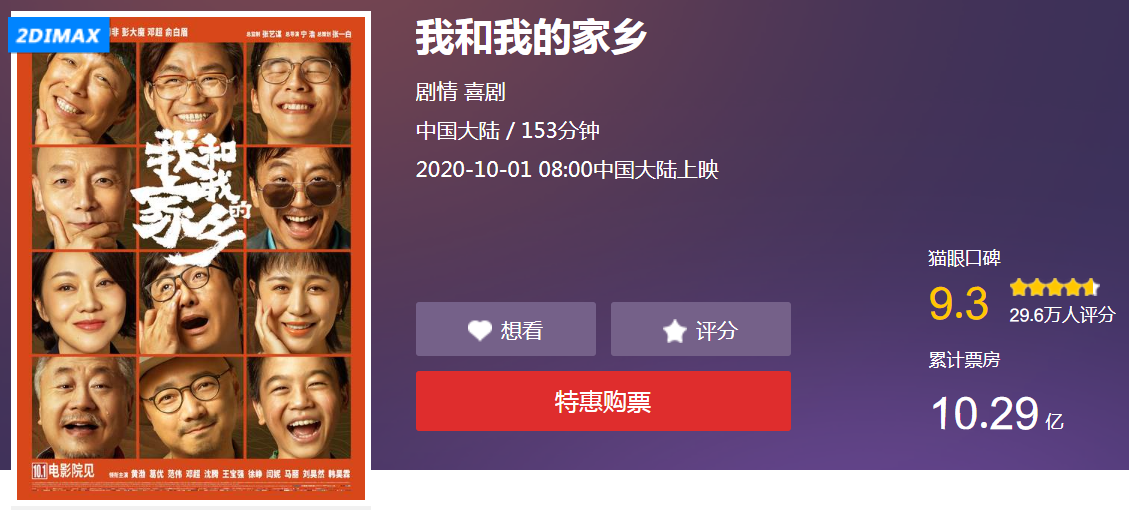 2DIMAX
彭大魔 邓超 俞白眉
总监制 张艺谋 总导演 宁浩 总策划 张一白
我和我的家乡
10.1 电影院见
领衔主演 黄渤 葛优 范伟 邓超 沈腾 王宝强 徐峥 闫妮 马丽 刘昊然 韩昊霖
我和我的家乡
剧情 喜剧
中国大陆 / 153分钟
2020-10-01 08:00中国大陆上映
想看
评分
特惠购票
猫眼口碑
9.3
29.6万人评分
累计票房
10.29 亿